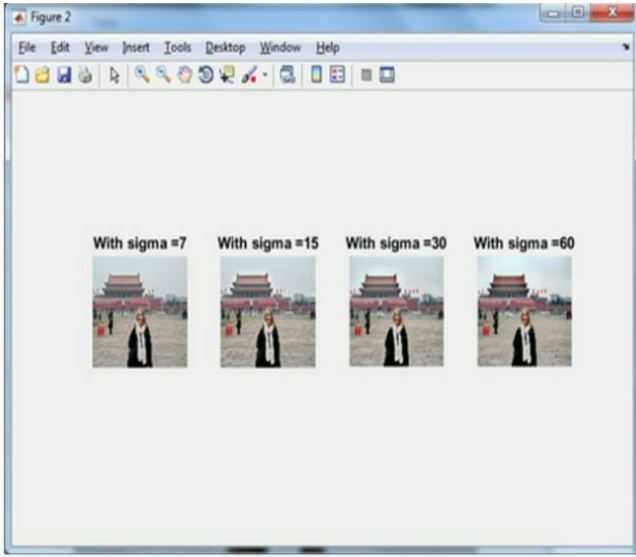 Figure 2
File Edit View Insert Tools Desktop Window Help
With sigma =7 With sigma =15 With sigma =30 With sigma =60